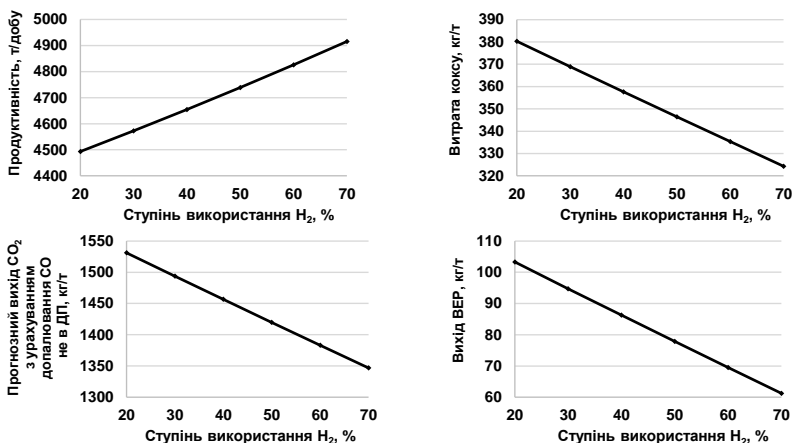 Продуктивність, т/добу
5000
4900
4800
4700
4600
4500
4400
20 30 40 50 60 70
Ступінь використання H₂, %
Витрата коксу, кг/т
390
380
370
360
350
340
330
320
20 30 40 50 60 70
Ступінь використання H₂, %
Прогнозний вихід CO₂
з урахуванням
допалювання CO
не в ДП, кг/т
1550
1500
1450
1400
1350
1300
20 30 40 50 60 70
Ступінь використання H₂, %
Вихід ВЕР, кг/т
110
100
90
80
70
60
20 30 40 50 60 70
Ступінь використання H₂, %